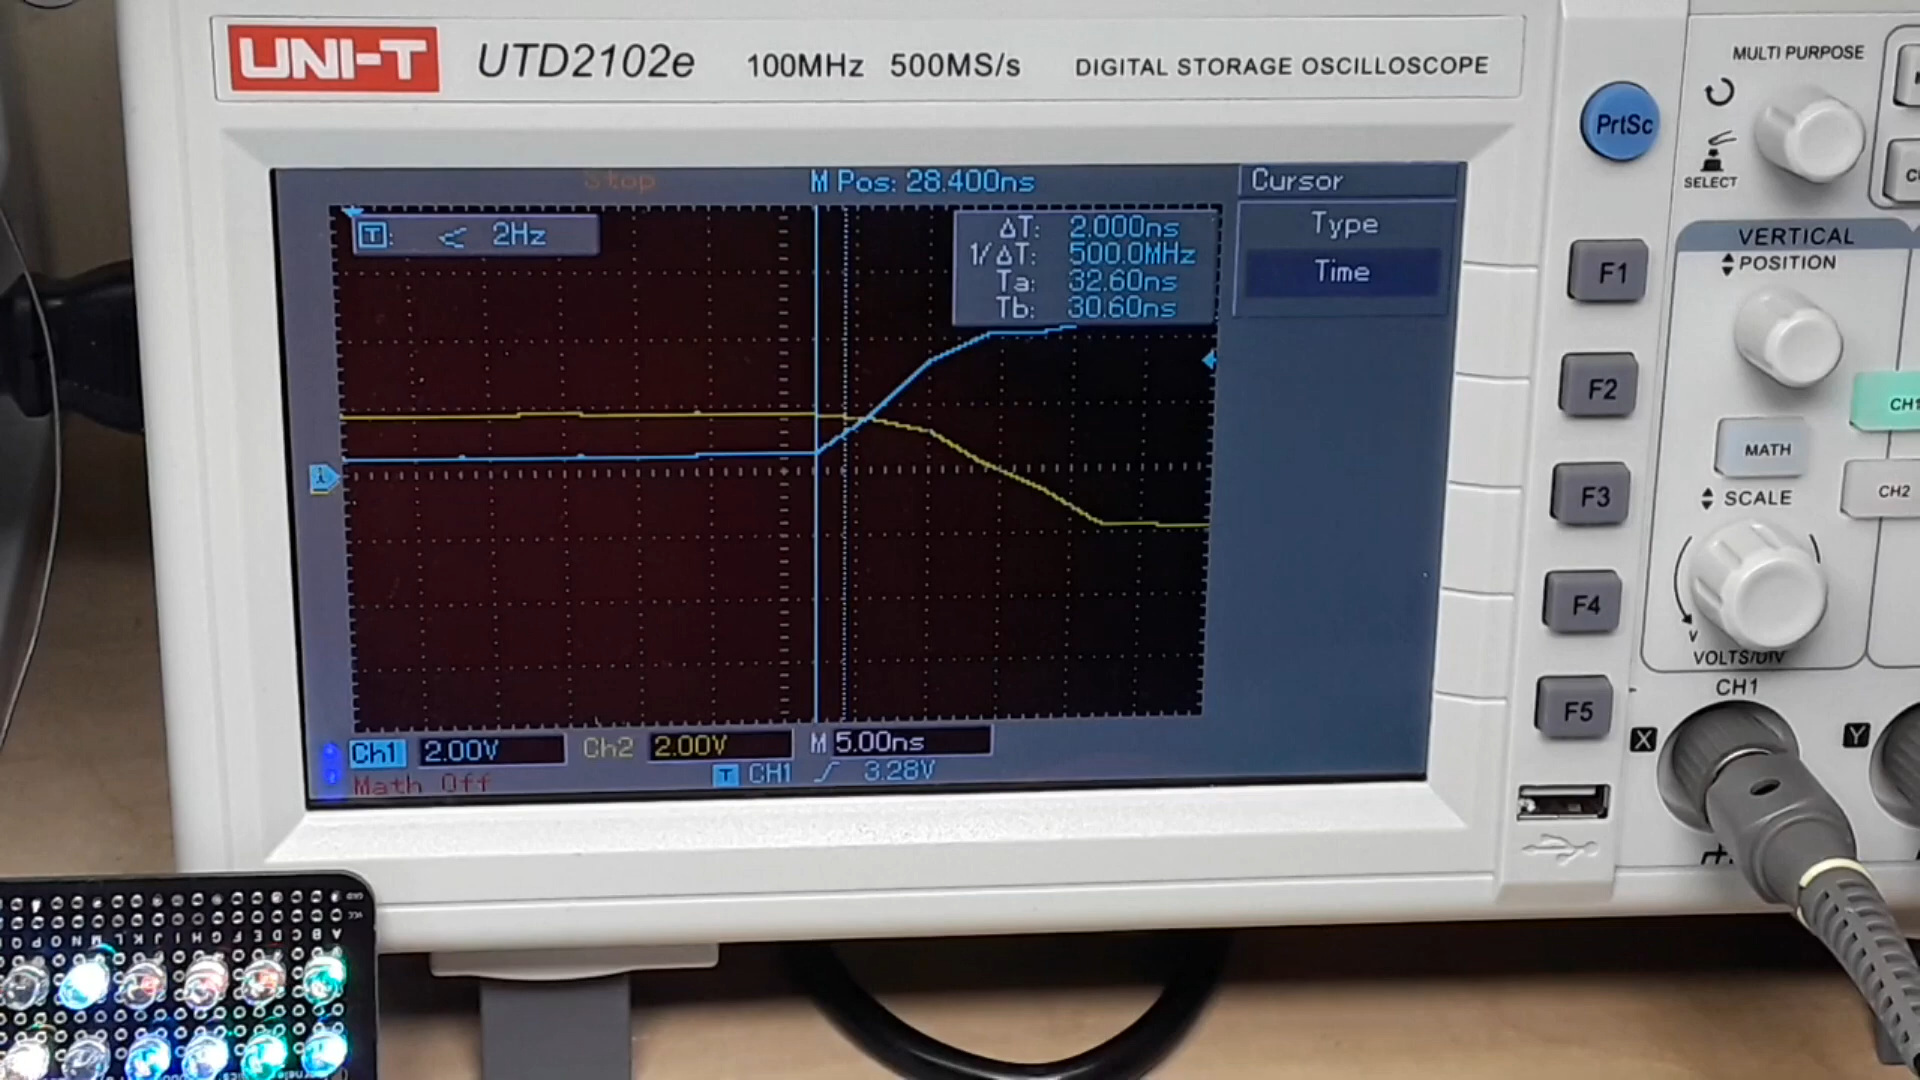 UNI-T UTD2102e 100MHz 500MS/s DIGITAL STORAGE OSCILLOSCOPE
MULTI PURPOSE
PrtSc
SELECT
Stop M Pos: 28.400ns Cursor
T: < 2Hz
ΔT: 2.000ns
1/ΔT: 500.0MHz
Ta: 32.60ns
Tb: 30.60ns
Type
Time
VERTICAL
POSITION
F1
F2
F3
F4
F5
CH1
MATH
CH2
SCALE
V
VOLTS/DIV
CH1
X Y
Ch1 2.00V Ch2 2.00V M 5.00ns
T CH1 3.28V
Math Off
GND
VCC
A B C D E F G H I J K L M N O P Q